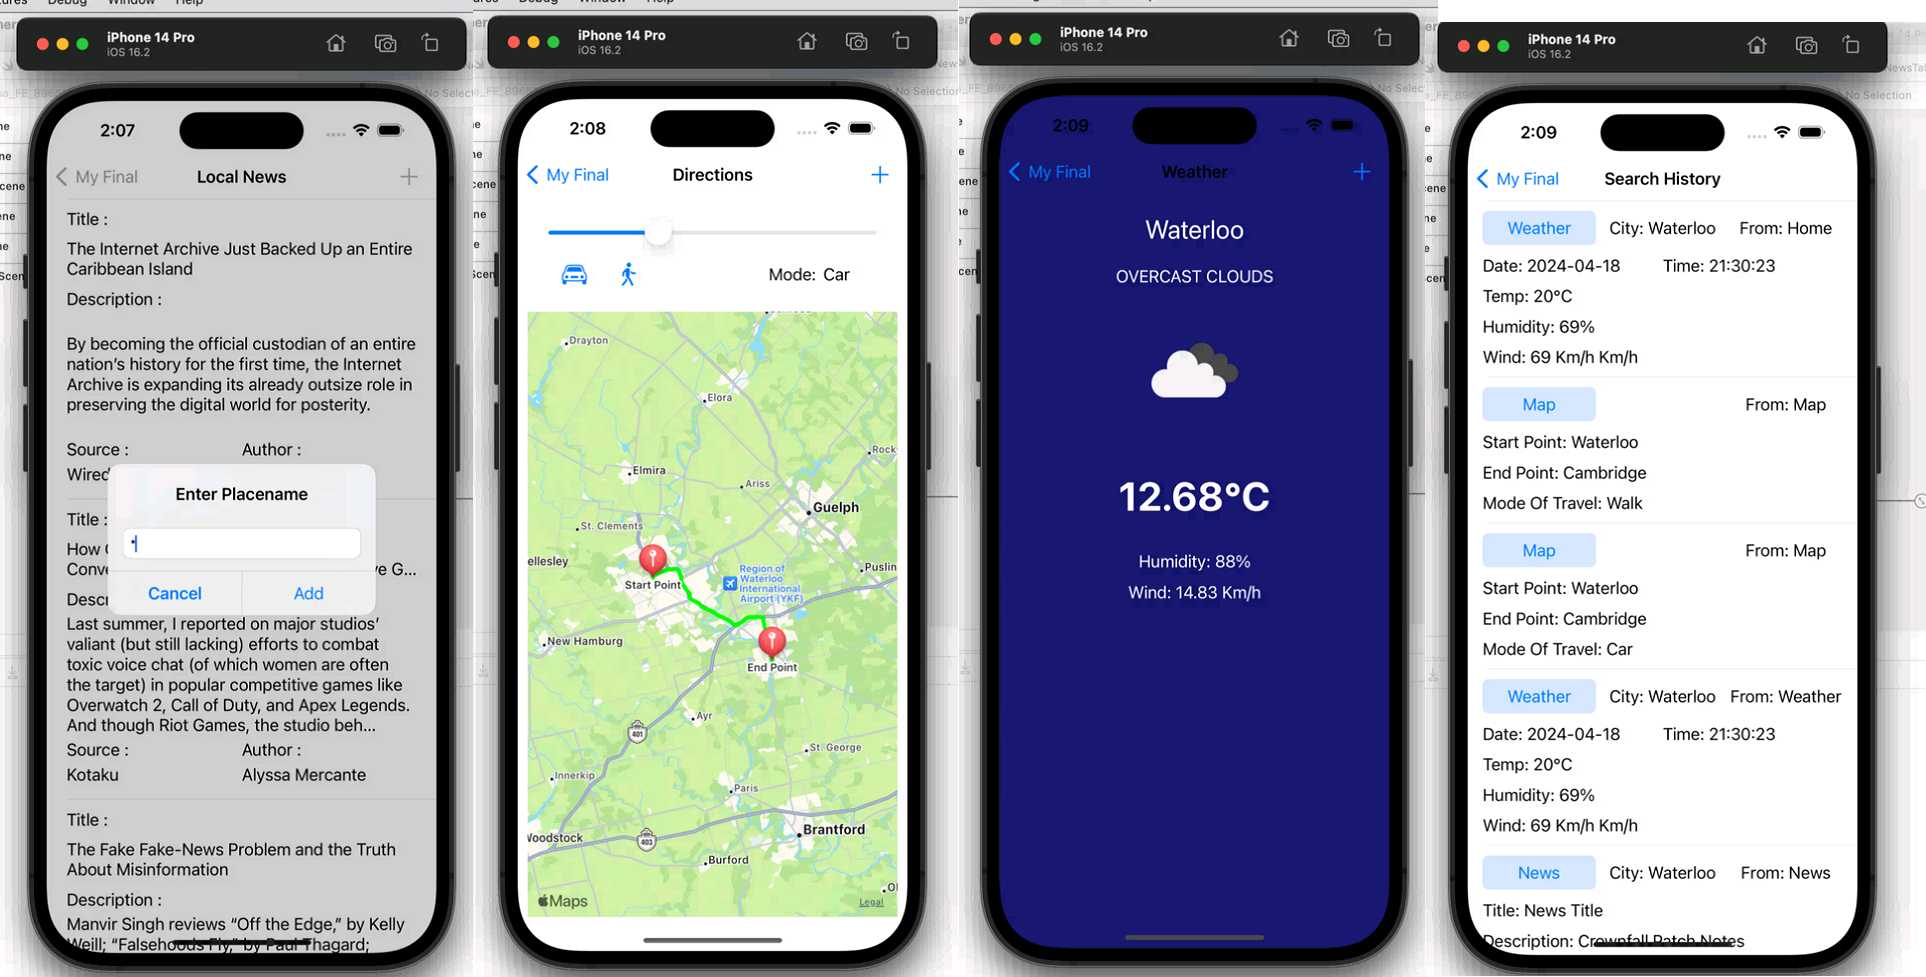 Debug Window Help
iPhone 14 Pro
iOS 16.2
2:07
My Final
Local News
Title :
The Internet Archive Just Backed Up an Entire
Caribbean Island
Description :
By becoming the official custodian of an entire
nation's history for the first time, the Internet
Archive is expanding its already outsize role in
preserving the digital world for posterity.
Source : Author :
Wired
Enter Placename
Cancel Add
Title :
How
Conve ve G...
Descr
Last summer, I reported on major studios'
valiant (but still lacking) efforts to combat
toxic voice chat (of which women are often
the target) in popular competitive games like
Overwatch 2, Call of Duty, and Apex Legends.
And though Riot Games, the studio beh...
Source : Author :
Kotaku Alyssa Mercante
Title :
The Fake Fake-News Problem and the Truth
About Misinformation
Description :
Manvir Singh reviews “Off the Edge,” by Kelly
Weill; “Falsehoods Fly,” by Paul Thagard;
iPhone 14 Pro
iOS 16.2
2:08
My Final
Directions
Mode: Car
Drayton
Elora
Rock
Elmira
Ariss
Guelph
St. Clements
ellesley
Start Point
Region of
Waterloo
International
Airport (YKF)
Puslin
New Hamburg
End Point
Ayr
401
St. George
Innerkip
Paris
Woodstock
403
Brantford
Burford
Maps
Legal
iPhone 14 Pro
iOS 16.2
2:09
My Final
Weather
Waterloo
OVERCAST CLOUDS
12.68°C
Humidity: 88%
Wind: 14.83 Km/h
iPhone 14 Pro
iOS 16.2
2:09
My Final
Search History
Weather City: Waterloo From: Home
Date: 2024-04-18 Time: 21:30:23
Temp: 20°C
Humidity: 69%
Wind: 69 Km/h Km/h
Map From: Map
Start Point: Waterloo
End Point: Cambridge
Mode Of Travel: Walk
Map From: Map
Start Point: Waterloo
End Point: Cambridge
Mode Of Travel: Car
Weather City: Waterloo From: Weather
Date: 2024-04-18 Time: 21:30:23
Temp: 20°C
Humidity: 69%
Wind: 69 Km/h Km/h
News City: Waterloo From: News
Title: News Title
Description: Crownfall Patch Notes